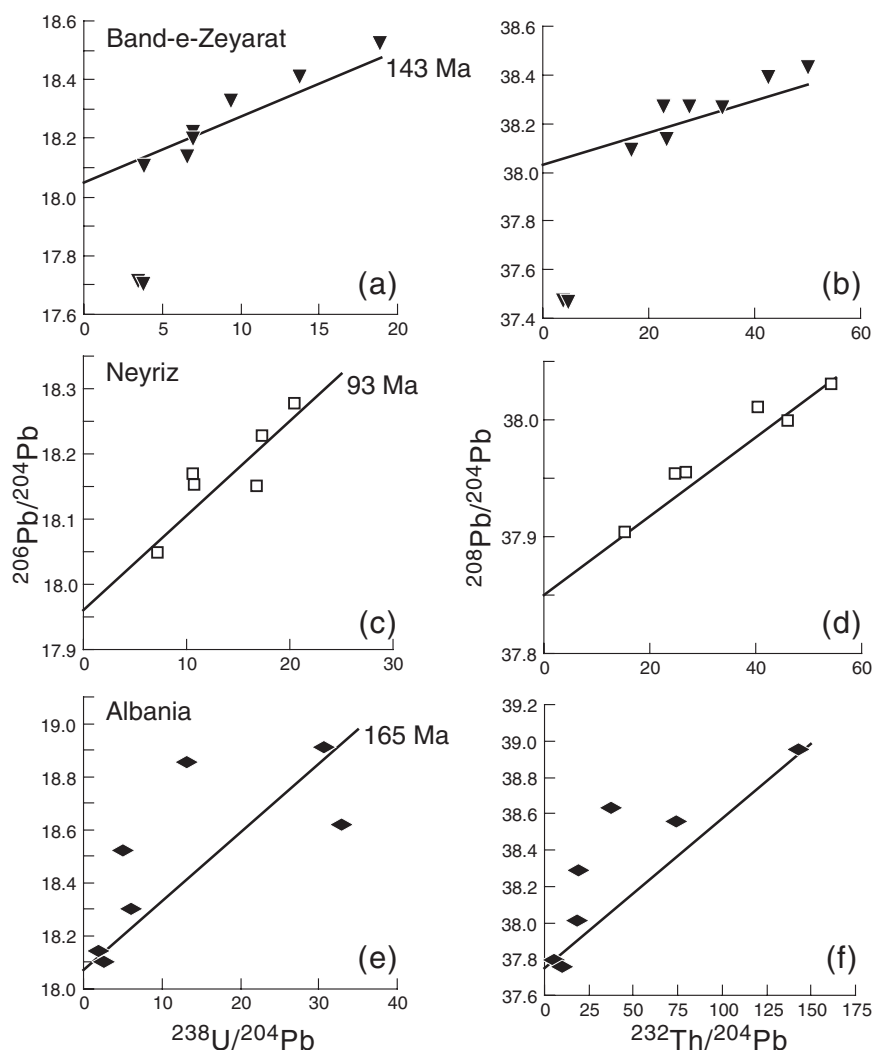 Band-e-Zeyarat
18.6
18.4
18.2
18.0
17.8
17.6
143 Ma
(a)
0 5 10 15 20
38.6
38.4
38.2
38.0
37.8
37.6
37.4
(b)
0 20 40 60
Neyriz
18.3
18.2
18.1
18.0
17.9
93 Ma
(c)
0 10 20 30
38.0
37.9
37.8
(d)
0 20 40 60
²⁰⁶Pb/²⁰⁴Pb
²⁰⁸Pb/²⁰⁴Pb
Albania
19.0
18.8
18.6
18.4
18.2
18.0
165 Ma
(e)
0 10 20 30 40
²³⁸U/²⁰⁴Pb
39.2
39.0
38.8
38.6
38.4
38.2
38.0
37.8
37.6
(f)
0 25 50 75 100 125 150 175
²³²Th/²⁰⁴Pb